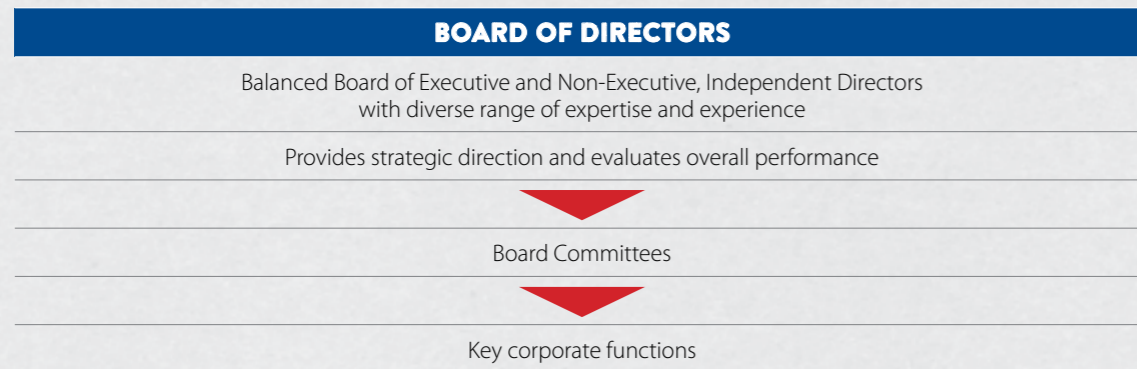 BOARD OF DIRECTORS
Balanced Board of Executive and Non-Executive, Independent Directors
with diverse range of expertise and experience
Provides strategic direction and evaluates overall performance
Board Committees
Key corporate functions